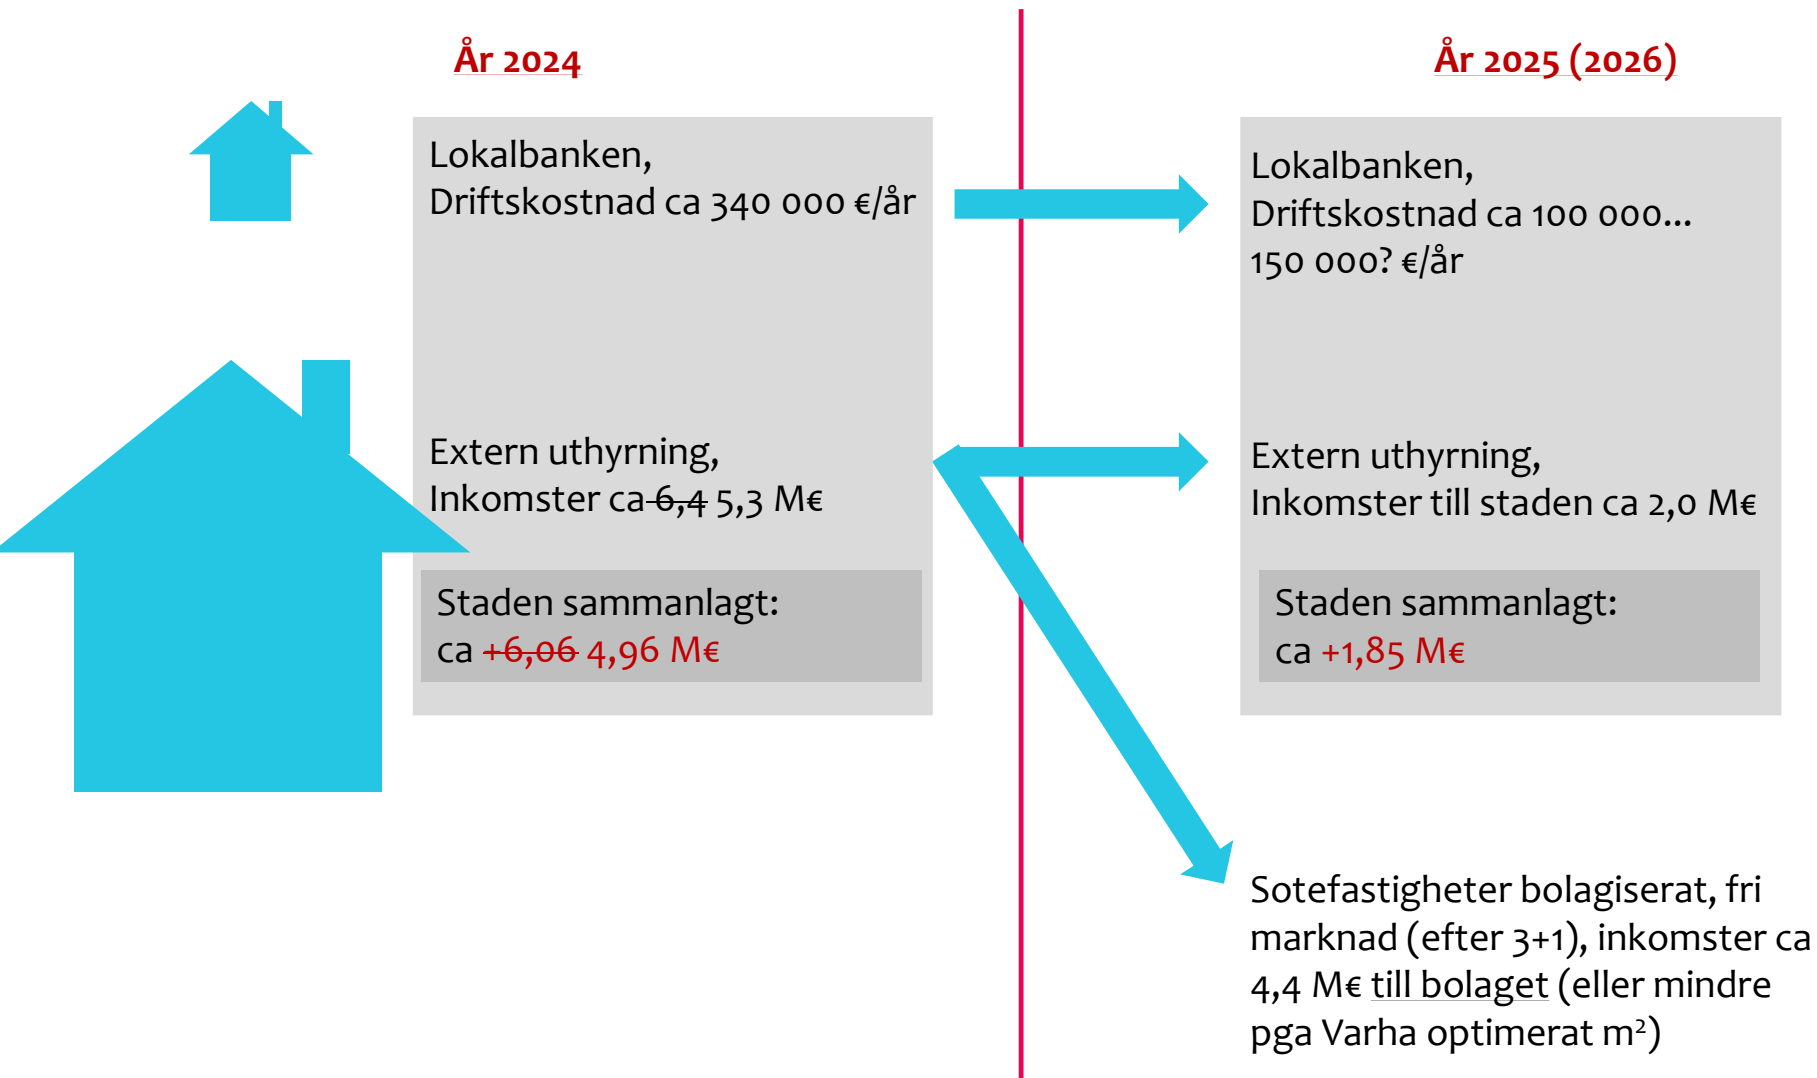 År 2024
Lokalbanken,
Driftskostnad ca 340 000 €/år
Extern uthyrning,
Inkomster ca 6,4 5,3 M€
Staden sammanlagt:
ca +6,06 4,96 M€
År 2025 (2026)
Lokalbanken,
Driftskostnad ca 100 000...
150 000? €/år
Extern uthyrning,
Inkomster till staden ca 2,0 M€
Staden sammanlagt:
ca +1,85 M€
Sotefastigheter bolagiserat, fri
marknad (efter 3+1), inkomster ca
4,4 M€ till bolaget (eller mindre
pga Varha optimerat m²)